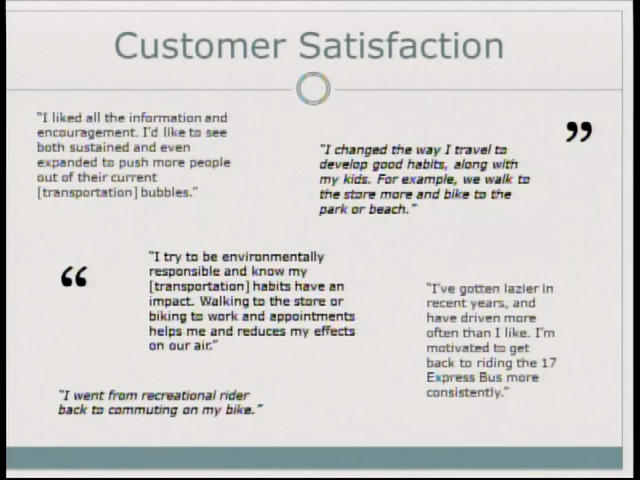 Customer Satisfaction
"I liked all the information and
encouragement. I'd like to see
both sustained and even
expanded to push more people
out of their current
[transportation] bubbles."
”
"I changed the way I travel to
develop good habits, along with
my kids. For example, we walk to
the store more and bike to the
park or beach."
“
"I try to be environmentally
responsible and know my
[transportation] habits have an
impact. Walking to the store or
biking to work and appointments
helps me and reduces my effects
on our air."
"I've gotten lazier in
recent years, and
have driven more
often than I like. I'm
motivated to get
back to riding the 17
Express Bus more
consistently."
"I went from recreational rider
back to commuting on my bike."